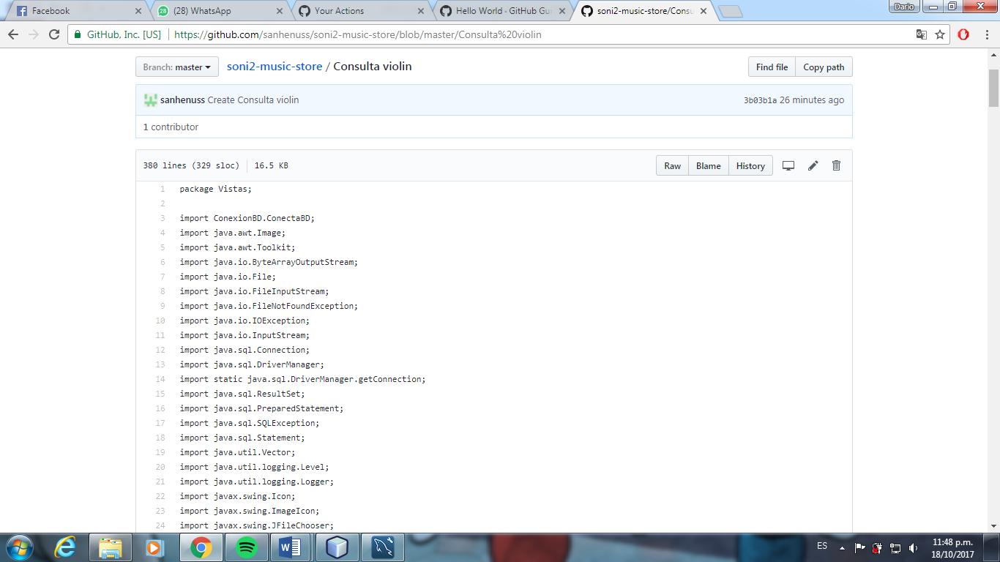 Facebook
28
(28) WhatsApp
Your Actions
Hello World · GitHub Gu
soni2-music-store/Consu
Dario
GitHub, Inc. [US]
https://github.com/sanhenuss/soni2-music-store/blob/master/Consulta%20violin
Branch: master
soni2-music-store / Consulta violin
Find file
Copy path
sanhenuss Create Consulta violin
3b03b1a 26 minutes ago
1 contributor
380 lines (329 sloc)
16.5 KB
Raw
Blame
History
1 package Vistas;
2
3 import ConexionBD.ConectaBD;
4 import java.awt.Image;
5 import java.awt.Toolkit;
6 import java.io.ByteArrayOutputStream;
7 import java.io.File;
8 import java.io.FileInputStream;
9 import java.io.FileNotFoundException;
10 import java.io.IOException;
11 import java.io.InputStream;
12 import java.sql.Connection;
13 import java.sql.DriverManager;
14 import static java.sql.DriverManager.getConnection;
15 import java.sql.ResultSet;
16 import java.sql.PreparedStatement;
17 import java.sql.SQLException;
18 import java.sql.Statement;
19 import java.util.Vector;
20 import java.util.logging.Level;
21 import java.util.logging.Logger;
22 import javax.swing.Icon;
23 import javax.swing.ImageIcon;
24 import javax.swing.JFileChooser;
ES
11:48 p.m.
18/10/2017